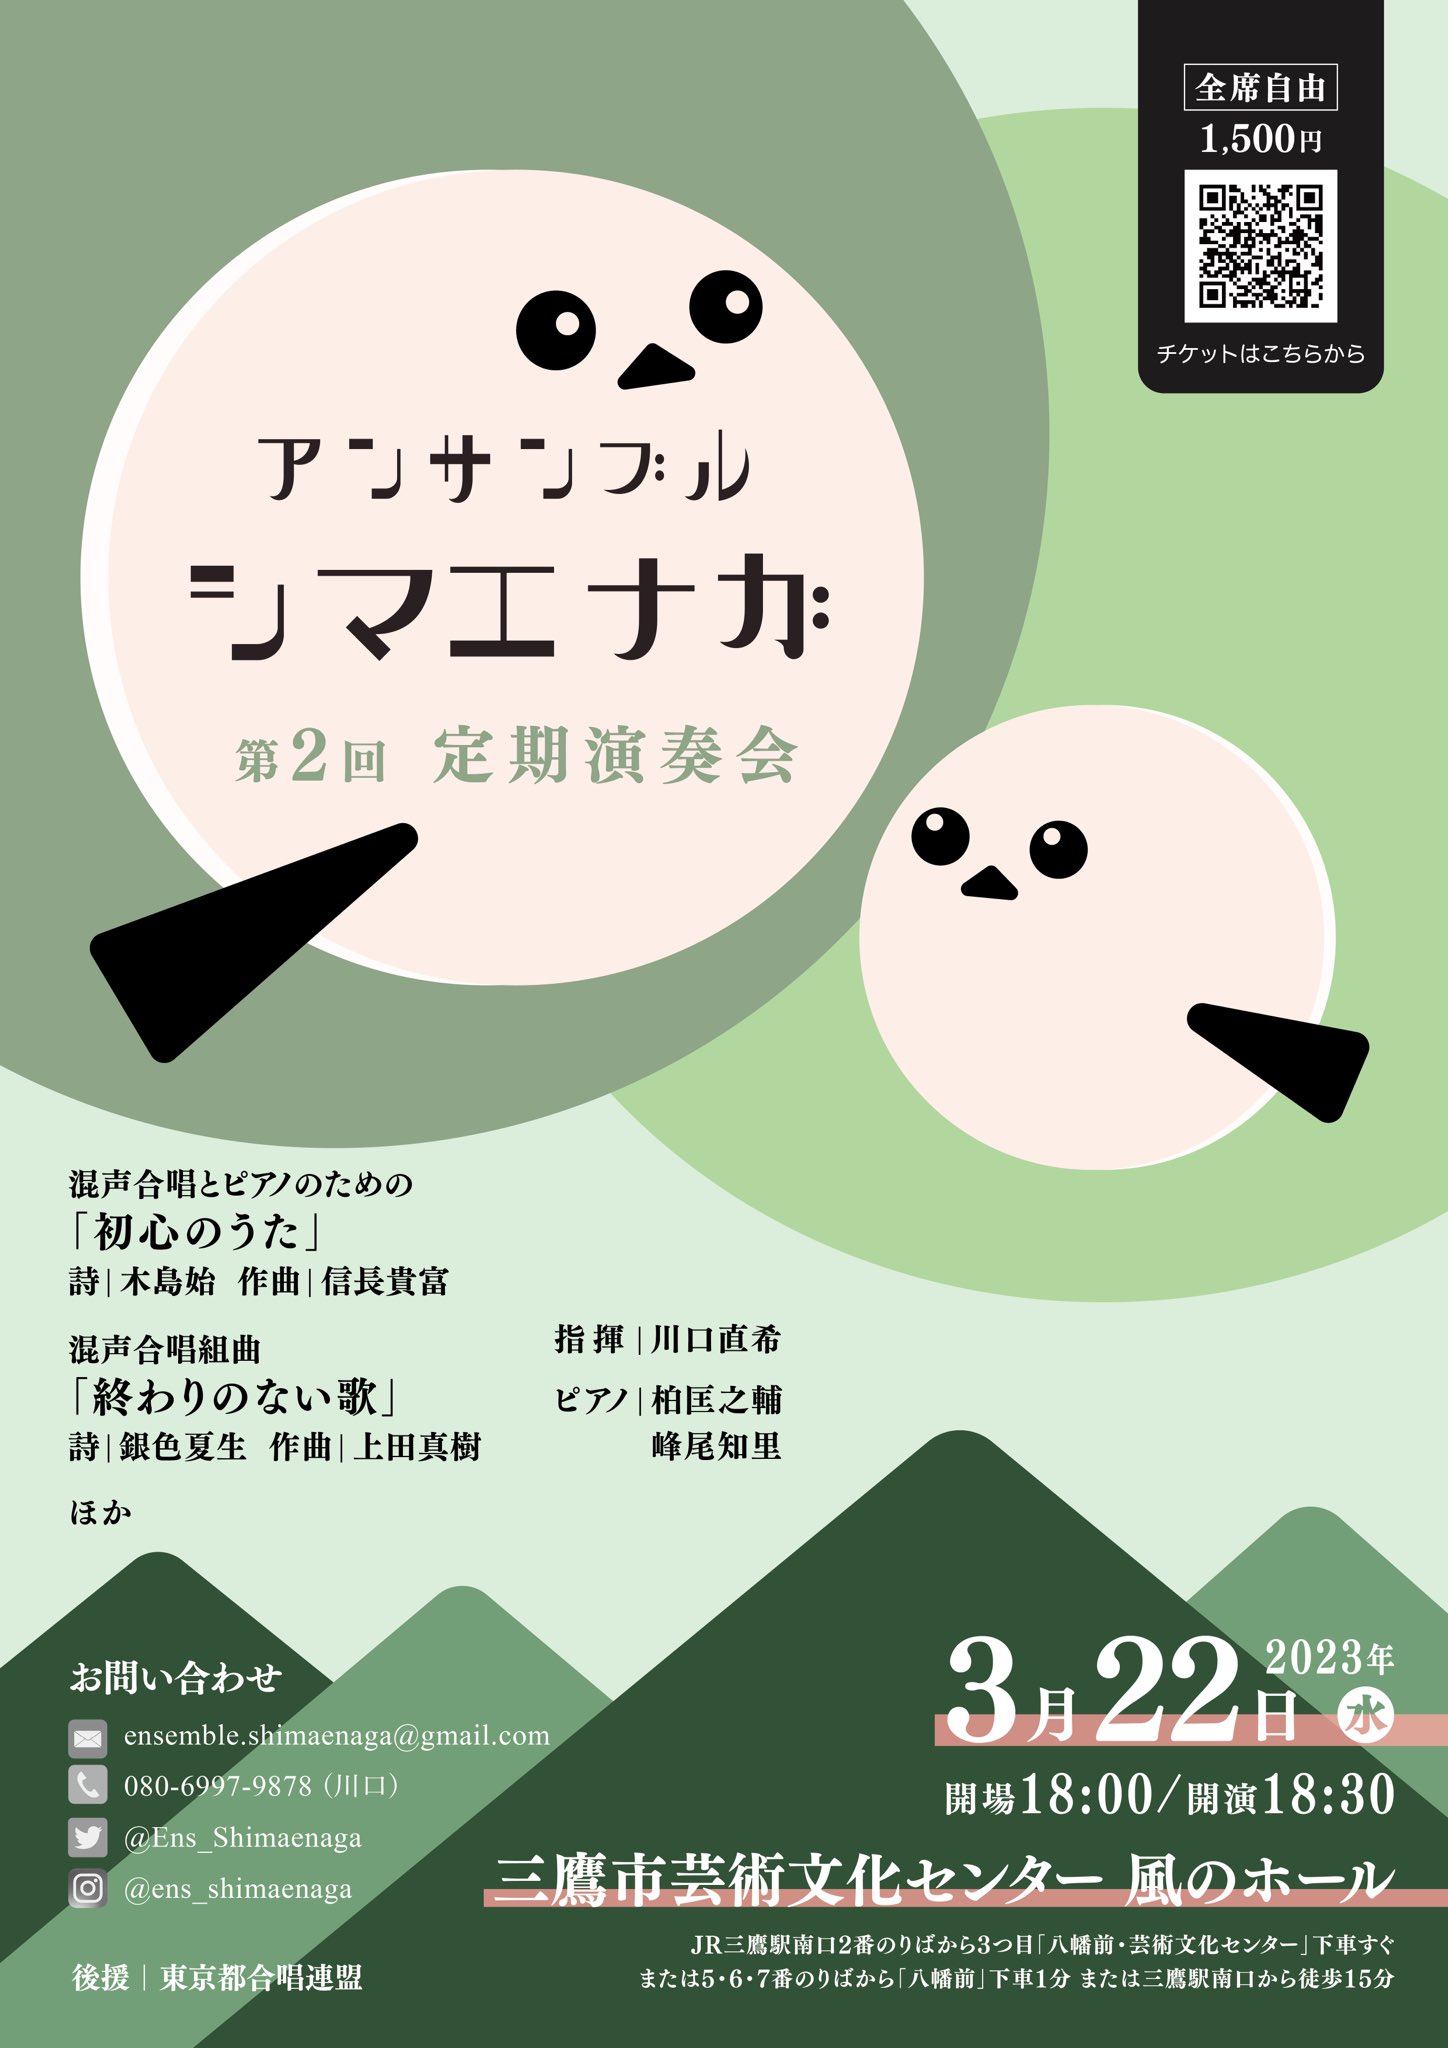 全席自由
1,500円
チケットはこちらから
アンサンブル
シマエナガ
第2回 定期演奏会
混声合唱とピアノのための
「初心のうた」
詩|木島始 作曲|信長貴富
混声合唱組曲
「終わりのない歌」
詩|銀色夏生 作曲|上田真樹
ほか
指揮|川口直希
ピアノ|柏匡之輔
峰尾知里
お問い合わせ
ensemble.shimaenaga@gmail.com
080-6997-9878（川口）
@Ens_Shimaenaga
@ens_shimaenaga
後援|東京都合唱連盟
2023年
3月22日 水
開場18:00/開演18:30
三鷹市芸術文化センター 風のホール
JR三鷹駅南口2番のりばから3つ目「八幡前・芸術文化センター」下車すぐ
または5・6・7番のりばから「八幡前」下車1分 または三鷹駅南口から徒歩15分